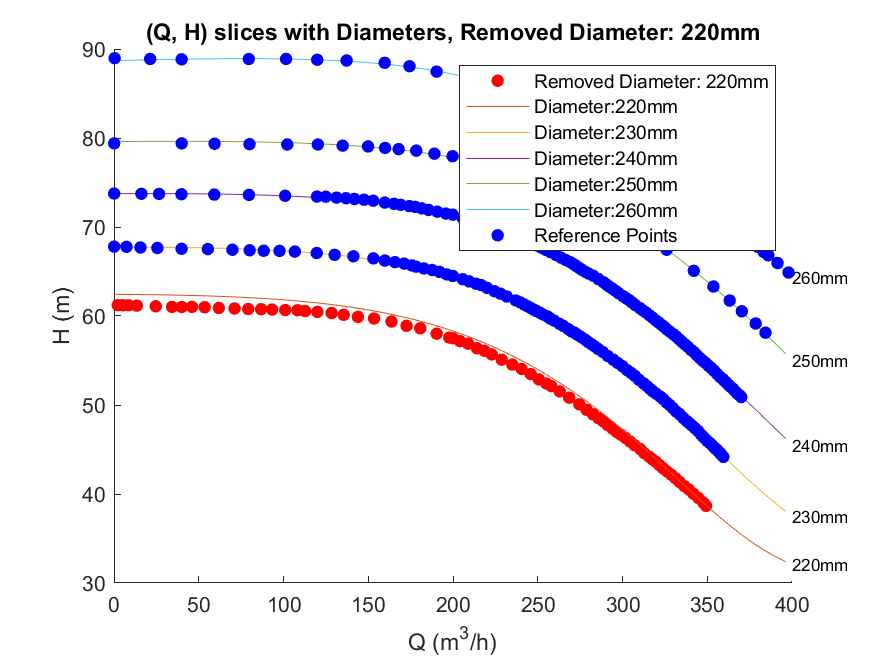 (Q, H) slices with Diameters, Removed Diameter: 220mm
90
80
70
60
50
40
30
H (m)
Removed Diameter: 220mm
Diameter:220mm
Diameter:230mm
Diameter:240mm
Diameter:250mm
Diameter:260mm
Reference Points
260mm
250mm
240mm
230mm
220mm
0
50
100
150
200
250
300
350
400
Q (m³/h)